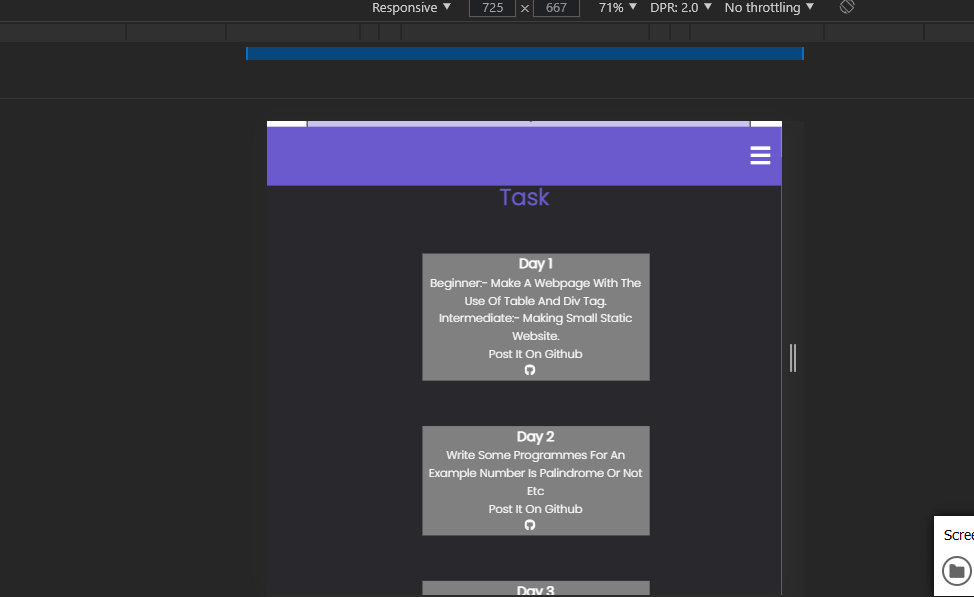 Responsive 725 × 667 71% DPR: 2.0 No throttling
Task
Day 1
Beginner:- Make A Webpage With The
Use Of Table And Div Tag.
Intermediate:- Making Small Static
Website.
Post It On Github
Day 2
Write Some Programmes For An
Example Number Is Palindrome Or Not
Etc
Post It On Github
Day 3
Scree